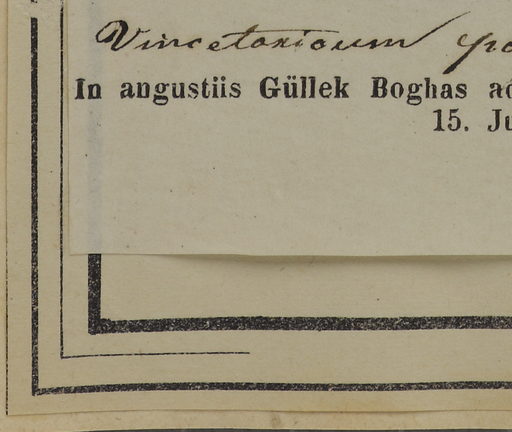 Vincetoxicum
In angustiis Güllek Boghas
15.